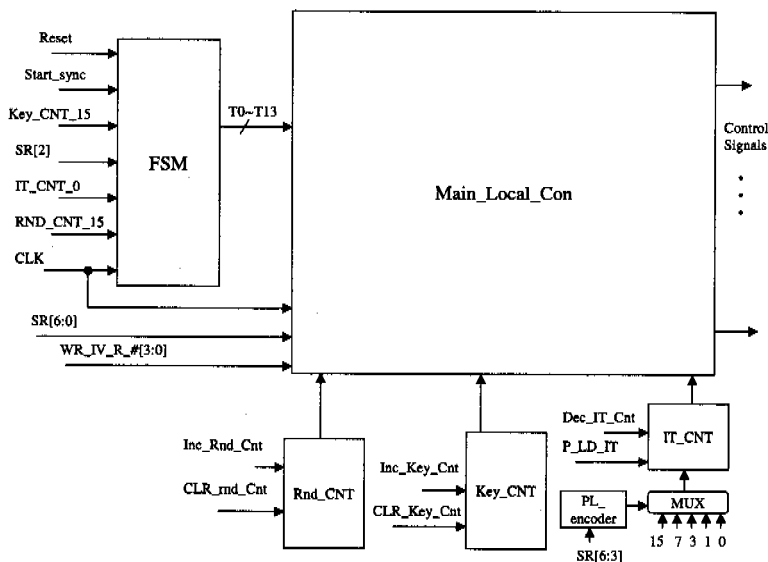 Reset
Start_sync
Key_CNT_15
SR[2]
IT_CNT_0
RND_CNT_15
CLK
FSM
T0~T13
Main_Local_Con
Control
Signals
SR[6:0]
WR_IV_R_#[3:0]
Inc_Rnd_Cnt
CLR_rnd_Cnt
Rnd_CNT
Inc_Key_Cnt
CLR_Key_Cnt
Key_CNT
Dec_IT_Cnt
P_LD_IT
IT_CNT
PL_
encoder
MUX
15 7 3 1 0
SR[6:3]